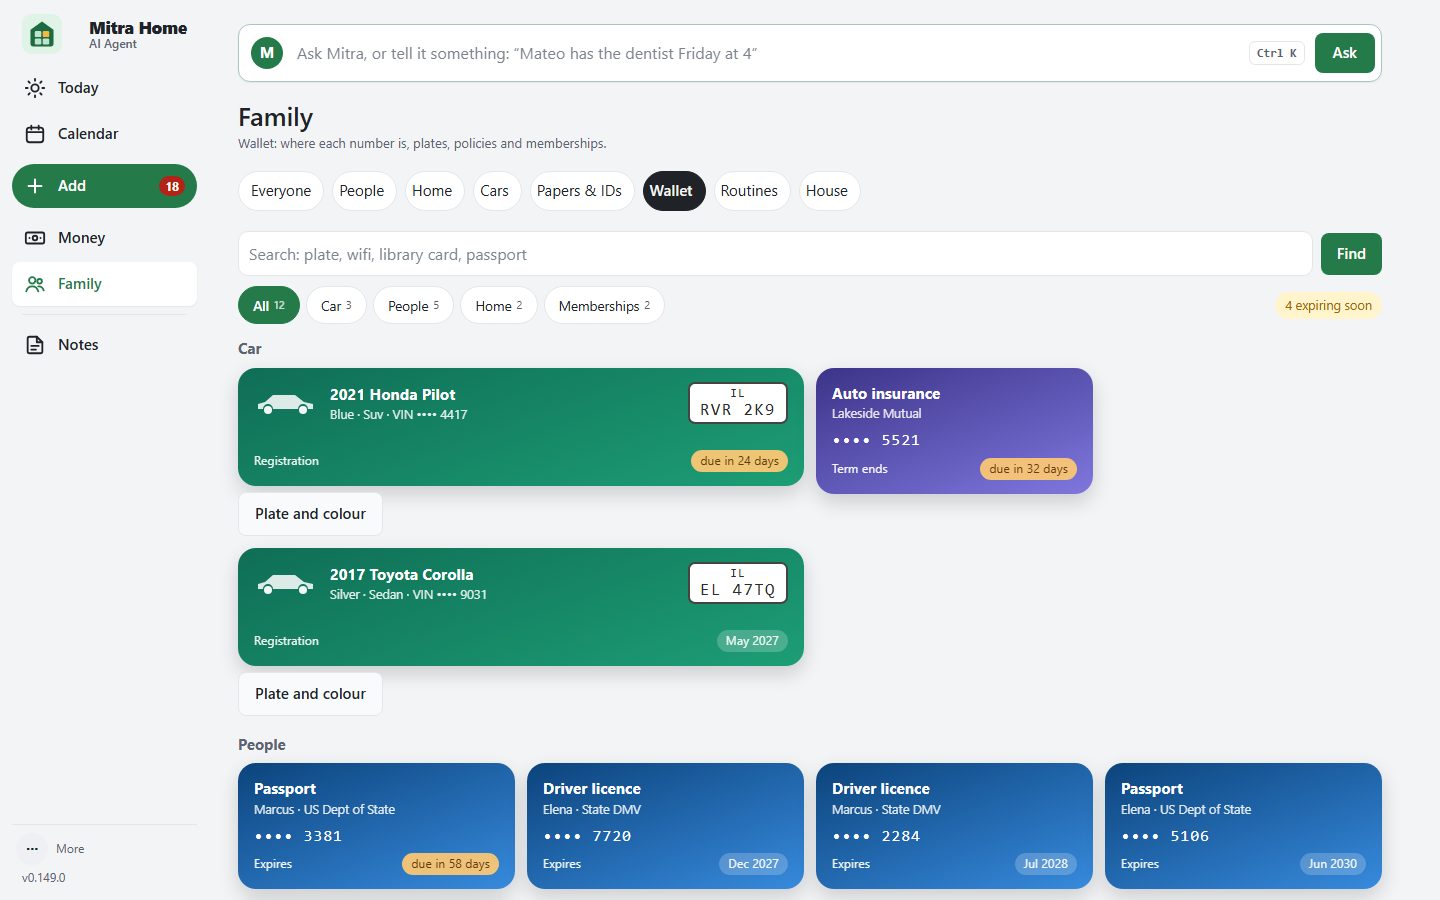 Mitra Home
AI Agent
Today
Calendar
Add 18
Money
Family
Notes
More
v0.149.0
M Ask Mitra, or tell it something: “Mateo has the dentist Friday at 4” Ctrl K Ask
Family
Wallet: where each number is, plates, policies and memberships.
Everyone People Home Cars Papers & IDs Wallet Routines House
Search: plate, wifi, library card, passport Find
All 12 Car 3 People 5 Home 2 Memberships 2 4 expiring soon
Car
2021 Honda Pilot
Blue · Suv · VIN •••• 4417
IL
RVR 2K9
Registration due in 24 days
Plate and colour
Auto insurance
Lakeside Mutual
•••• 5521
Term ends due in 32 days
2017 Toyota Corolla
Silver · Sedan · VIN •••• 9031
IL
EL 47TQ
Registration May 2027
Plate and colour
People
Passport
Marcus · US Dept of State
•••• 3381
Expires due in 58 days
Driver licence
Elena · State DMV
•••• 7720
Expires Dec 2027
Driver licence
Marcus · State DMV
•••• 2284
Expires Jul 2028
Passport
Elena · US Dept of State
•••• 5106
Expires Jun 2030